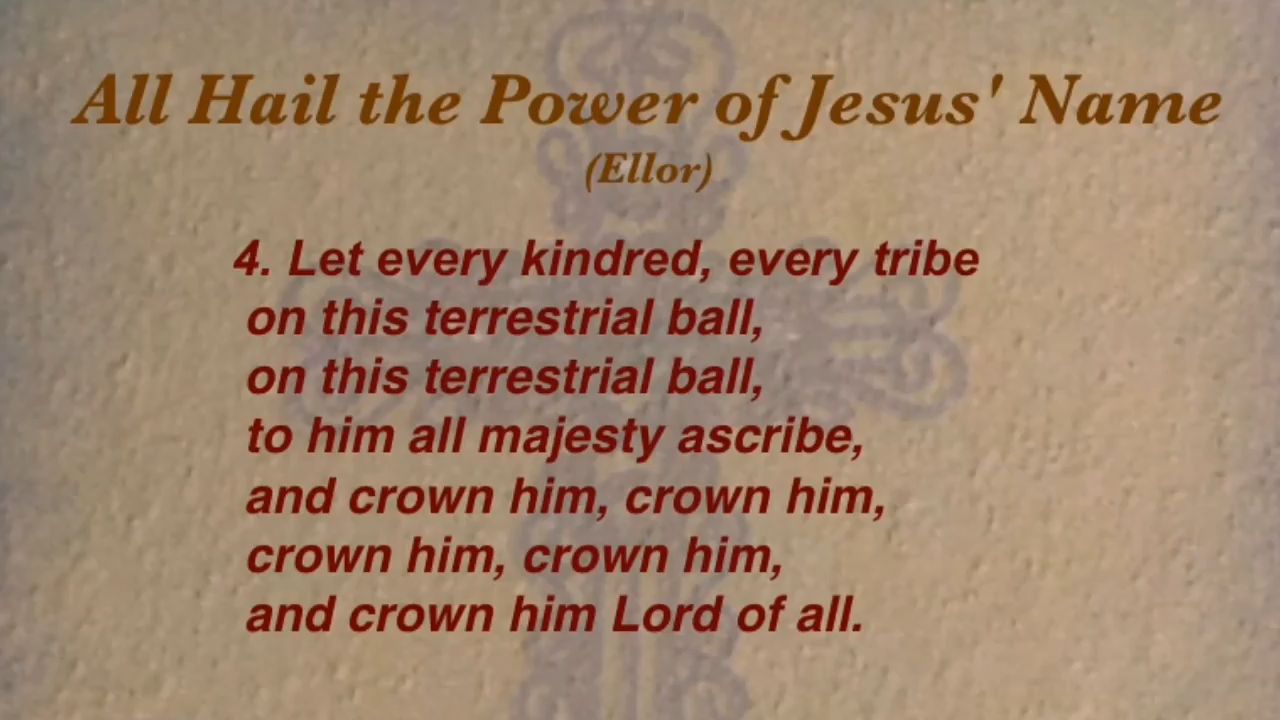 All Hail the Power of Jesus' Name
(Ellor)
4. Let every kindred, every tribe
on this terrestrial ball,
on this terrestrial ball,
to him all majesty ascribe,
and crown him, crown him,
crown him, crown him,
and crown him Lord of all.